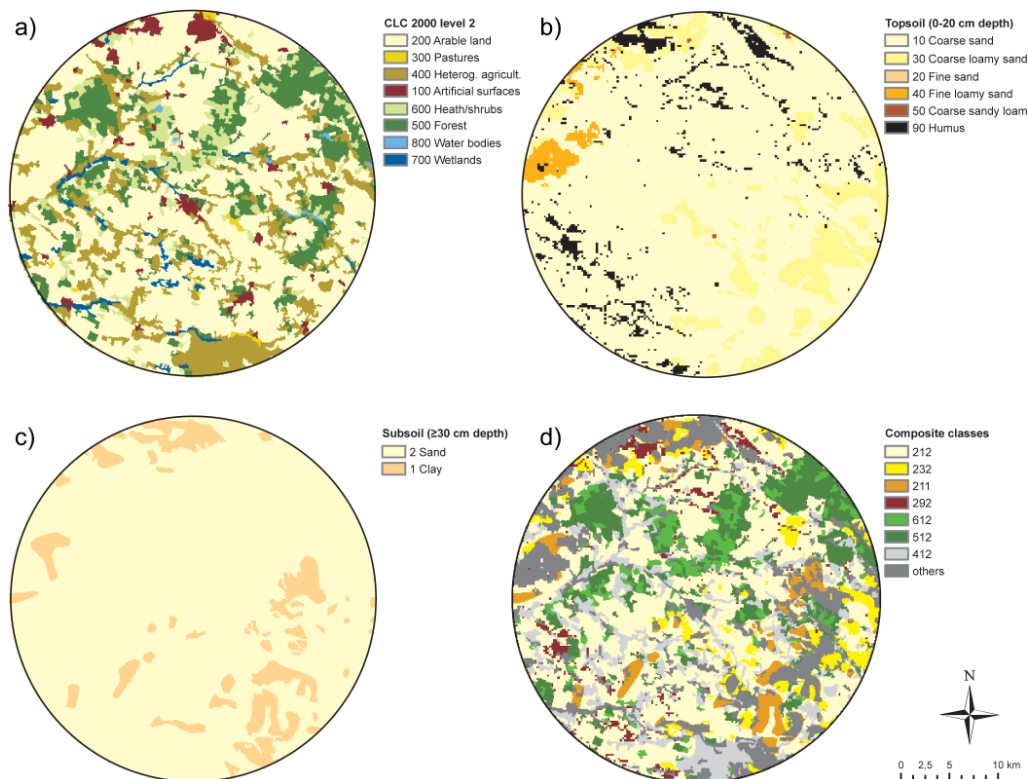 a)
CLC 2000 level 2
200 Arable land
300 Pastures
400 Heterog. agricult.
100 Artificial surfaces
600 Heath/shrubs
500 Forest
800 Water bodies
700 Wetlands
b)
Topsoil (0-20 cm depth)
10 Coarse sand
30 Coarse loamy sand
20 Fine sand
40 Fine loamy sand
50 Coarse sandy loam
90 Humus
c)
Subsoil (≥30 cm depth)
2 Sand
1 Clay
d)
Composite classes
212
232
211
292
612
512
412
others
N
0 2,5 5 10 km